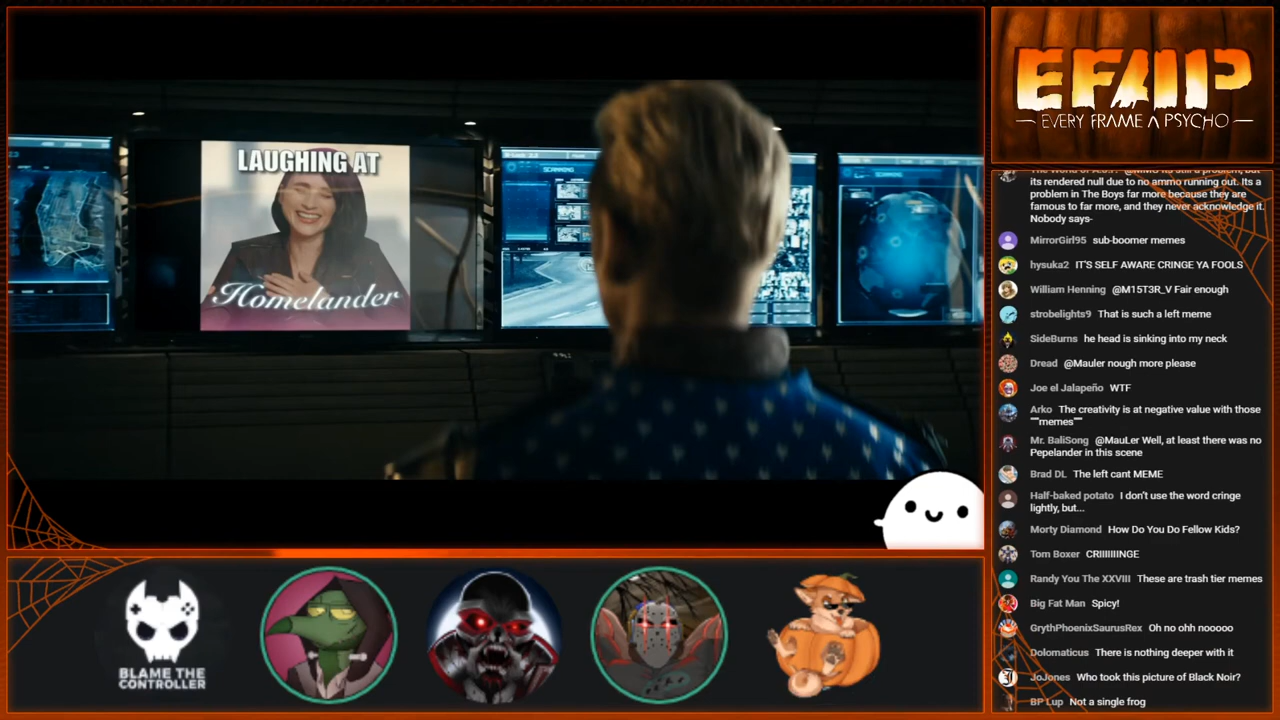 LAUGHING AT
Homelander
SCANNING
SCANNING
EFAP
EVERY FRAME A PSYCHO
its rendered null due to no ammo running out. Its a
problem in The Boys far more because they are
famous to far more, and they never acknowledge it.
Nobody says-
MirrorGirl95 sub-boomer memes
hysuka2 IT'S SELF AWARE CRINGE YA FOOLS
William Henning @M15T3R_V Fair enough
strobelights9 That is such a left meme
SideBurns he head is sinking into my neck
Dread @Mauler nough more please
Joe el Jalapeño WTF
Arko The creativity is at negative value with those
""memes""
Mr. BaliSong @MauLer Well, at least there was no
Pepelander in this scene
Brad DL The left cant MEME
Half-baked potato I don't use the word cringe
lightly, but...
Morty Diamond How Do You Do Fellow Kids?
Tom Boxer CRIIIIIIINGE
Randy You The XXVIII These are trash tier memes
Big Fat Man Spicy!
GrythPhoenixSaurusRex Oh no ohh nooooo
Dolomaticus There is nothing deeper with it
JoJones Who took this picture of Black Noir?
BP Lup Not a single frog
BLAME THE
CONTROLLER